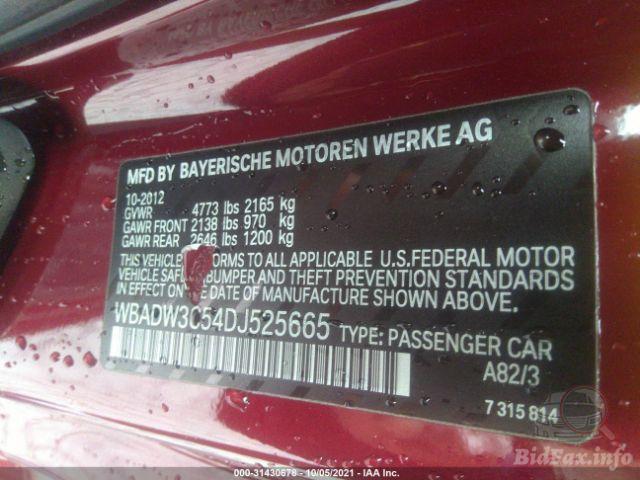 MFD BY BAYERISCHE MOTOREN WERKE AG
10-2012
GVWR 4773 lbs 2165 kg
GAWR FRONT 2138 lbs 970 kg
GAWR REAR 2646 lbs 1200 kg
THIS VEHICLE FORMS TO ALL APPLICABLE U.S.FEDERAL MOTOR
VEHICLE SAFE BUMPER AND THEFT PREVENTION STANDARDS
IN EFFECT ON THE DATE OF MANUFACTURE SHOWN ABOVE.
WBADW3C54DJ525665 TYPE: PASSENGER CAR
A82/3
7 315 814
BidFax.info
000-31430678 - 10/05/2021 - IAA Inc.